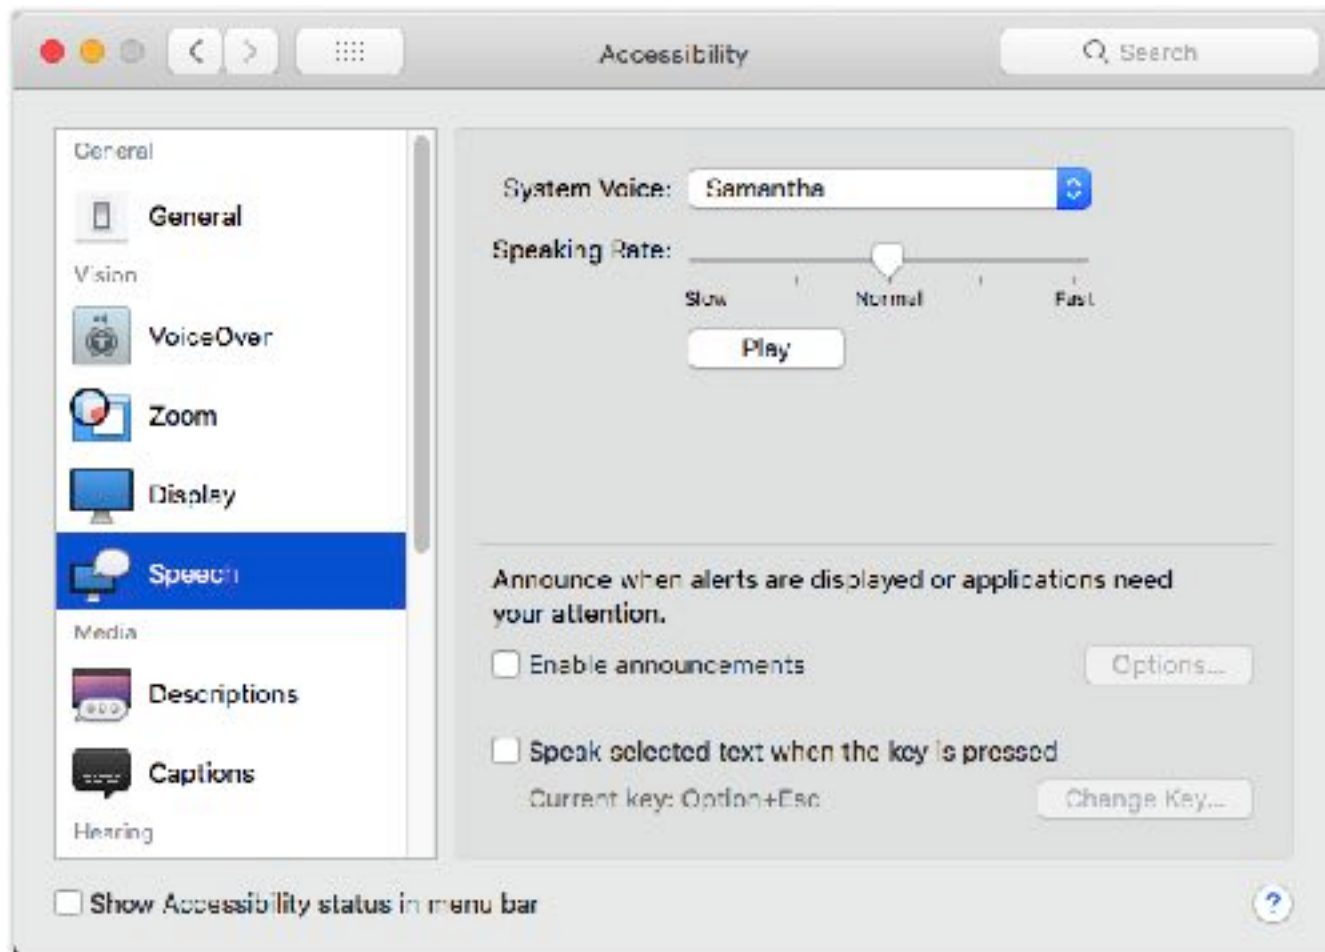 Accessibility
Search
General
General
Vision
VoiceOver
Zoom
Display
Speech
Media
Descriptions
Captions
Hearing
System Voice: Samantha
Speaking Rate:
Slow Normal Fast
Play
Announce when alerts are displayed or applications need
your attention.
Enable announcements
Options...
Speak selected text when the key is pressed
Current key: Option+Esc
Change Key...
Show Accessibility status in menu bar
?